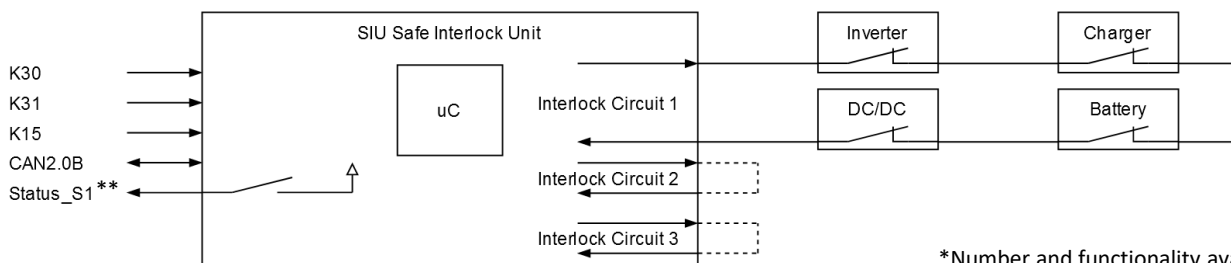 SIU Safe Interlock Unit
Inverter
Charger
K30
K31
uC
Interlock Circuit 1
DC/DC
Battery
K15
CAN2.0B
Interlock Circuit 2
Status_S1**
Interlock Circuit 3
*Number and functionality